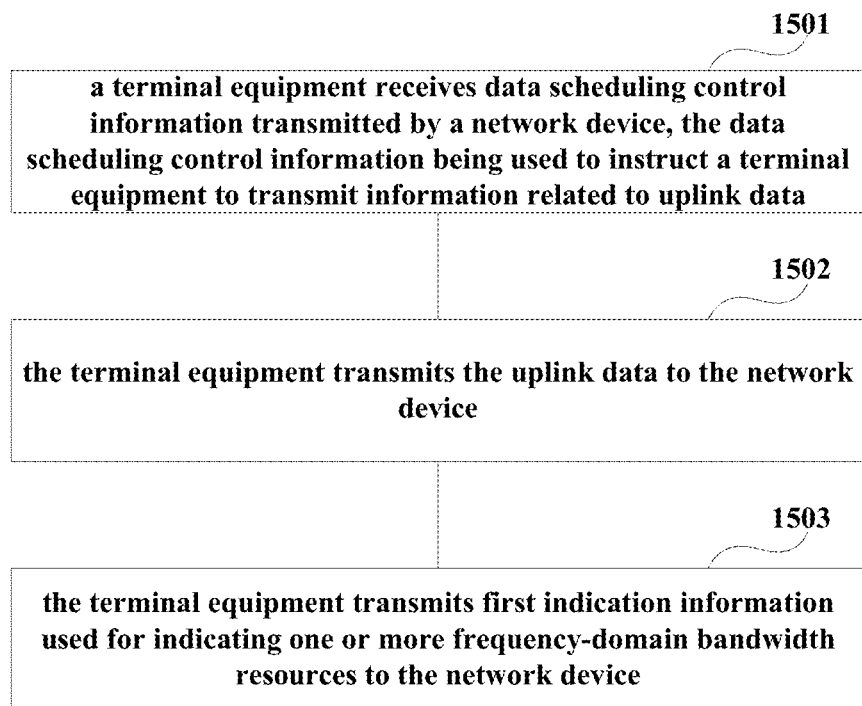 1501
a terminal equipment receives data scheduling control
information transmitted by a network device, the data
scheduling control information being used to instruct a terminal
equipment to transmit information related to uplink data
1502
the terminal equipment transmits the uplink data to the network
device
1503
the terminal equipment transmits first indication information
used for indicating one or more frequency-domain bandwidth
resources to the network device